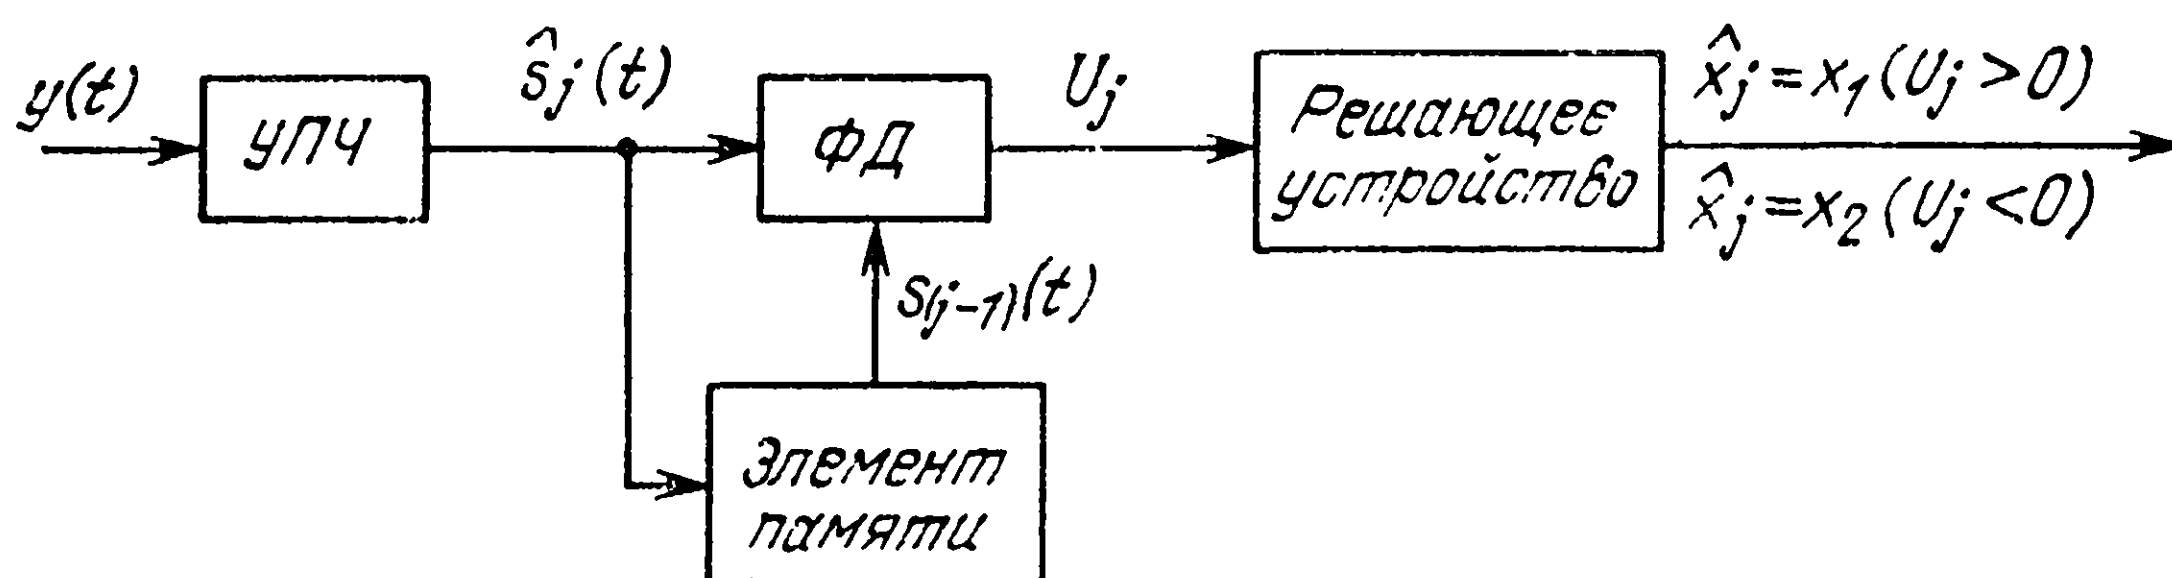 y(t)
УПЧ
ŝj(t)
ФД
Uj
Решающее
устройство
x̂j=x1(Uj>0)
x̂j=x2(Uj<0)
s(j-1)(t)
Элемент
памяти